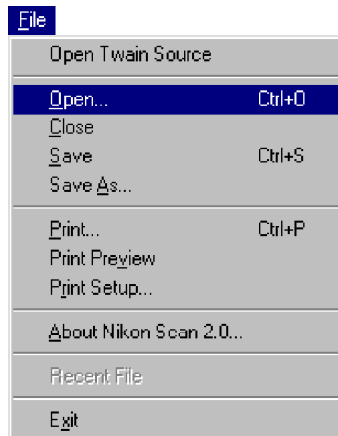 File
Open Twain Source
Open... Ctrl+O
Close
Save Ctrl+S
Save As...
Print... Ctrl+P
Print Preview
Print Setup...
About Nikon Scan 2.0...
Recent File
Exit